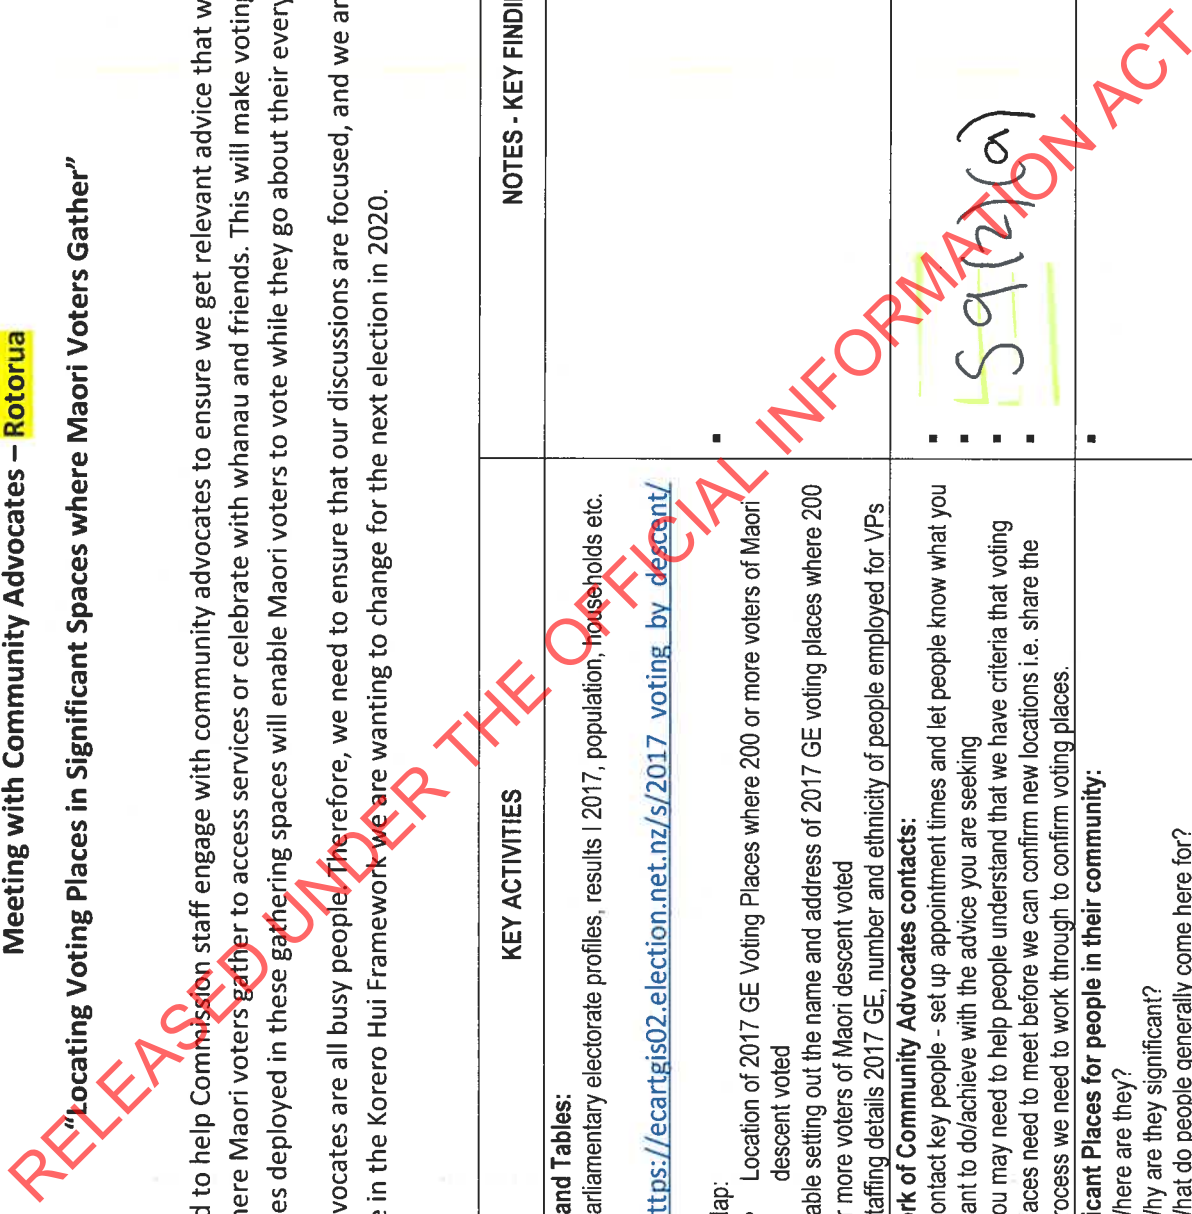 Meeting with Community Advocates – Rotorua
“Locating Voting Places in Significant Spaces where Maori Voters Gather”
d to help Commission staff engage with community advocates to ensure we get relevant advice that w
here Maori voters gather to access services or celebrate with whanau and friends. This will make voting
es deployed in these gathering spaces will enable Maori voters to vote while they go about their every
vocates are all busy people. Therefore, we need to ensure that our discussions are focused, and we ar
e in the Korero Hui Framework we are wanting to change for the next election in 2020.
KEY ACTIVITIES
NOTES - KEY FINDI
and Tables:
arliamentary electorate profiles, results l 2017, population, households etc.
ttps://ecartgis02.election.net.nz/s/2017_voting_by_descent/
lap:
Location of 2017 GE Voting Places where 200 or more voters of Maori
descent voted
able setting out the name and address of 2017 GE voting places where 200
r more voters of Maori descent voted
taffing details 2017 GE, number and ethnicity of people employed for VPs
rk of Community Advocates contacts:
ontact key people - set up appointment times and let people know what you
ant to do/achieve with the advice you are seeking
ou may need to help people understand that we have criteria that voting
aces need to meet before we can confirm new locations i.e. share the
rocess we need to work through to confirm voting places.
S9(2)(a)
icant Places for people in their community:
here are they?
hy are they significant?
hat do people generally come here for?
RELEASED UNDER THE OFFICIAL INFORMATION ACT